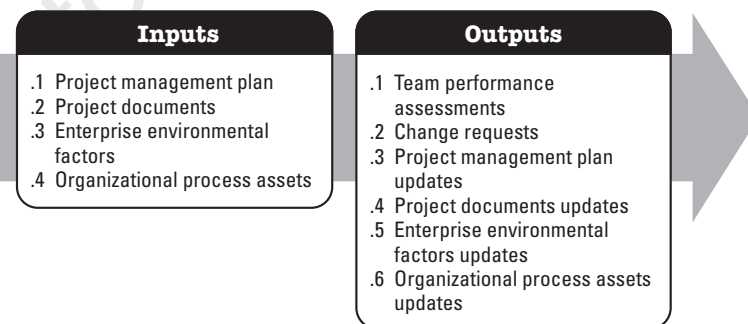 Inputs
.1 Project management plan
.2 Project documents
.3 Enterprise environmental
factors
.4 Organizational process assets
Outputs
.1 Team performance
assessments
.2 Change requests
.3 Project management plan
updates
.4 Project documents updates
.5 Enterprise environmental
factors updates
.6 Organizational process assets
updates